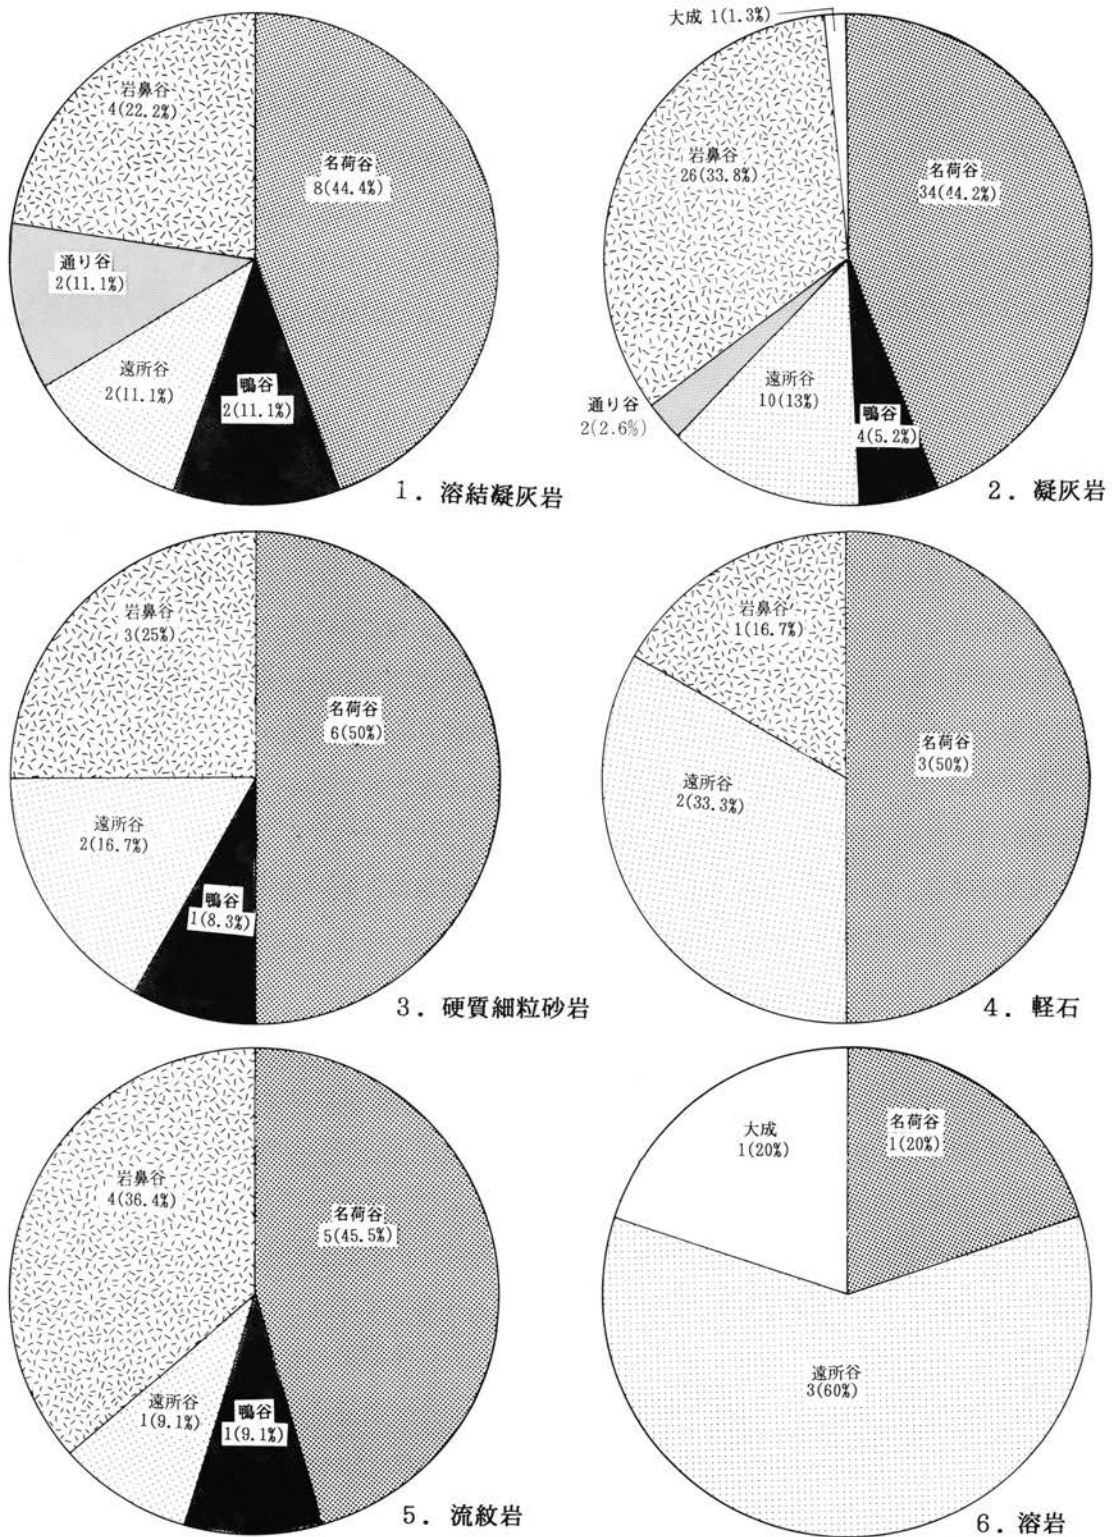 岩鼻谷
4(22.2%)
名荷谷
8(44.4%)
通り谷
2(11.1%)
遠所谷
2(11.1%)
鴨谷
2(11.1%)
1．溶結凝灰岩
大成 1(1.3%)
岩鼻谷
26(33.8%)
名荷谷
34(44.2%)
通り谷
2(2.6%)
遠所谷
10(13%)
鴨谷
4(5.2%)
2．凝灰岩
岩鼻谷
3(25%)
名荷谷
6(50%)
遠所谷
2(16.7%)
鴨谷
1(8.3%)
3．硬質細粒砂岩
岩鼻谷
1(16.7%)
名荷谷
3(50%)
遠所谷
2(33.3%)
4．軽石
岩鼻谷
4(36.4%)
名荷谷
5(45.5%)
遠所谷
1(9.1%)
鴨谷
1(9.1%)
5．流紋岩
大成
1(20%)
名荷谷
1(20%)
遠所谷
3(60%)
6．溶岩